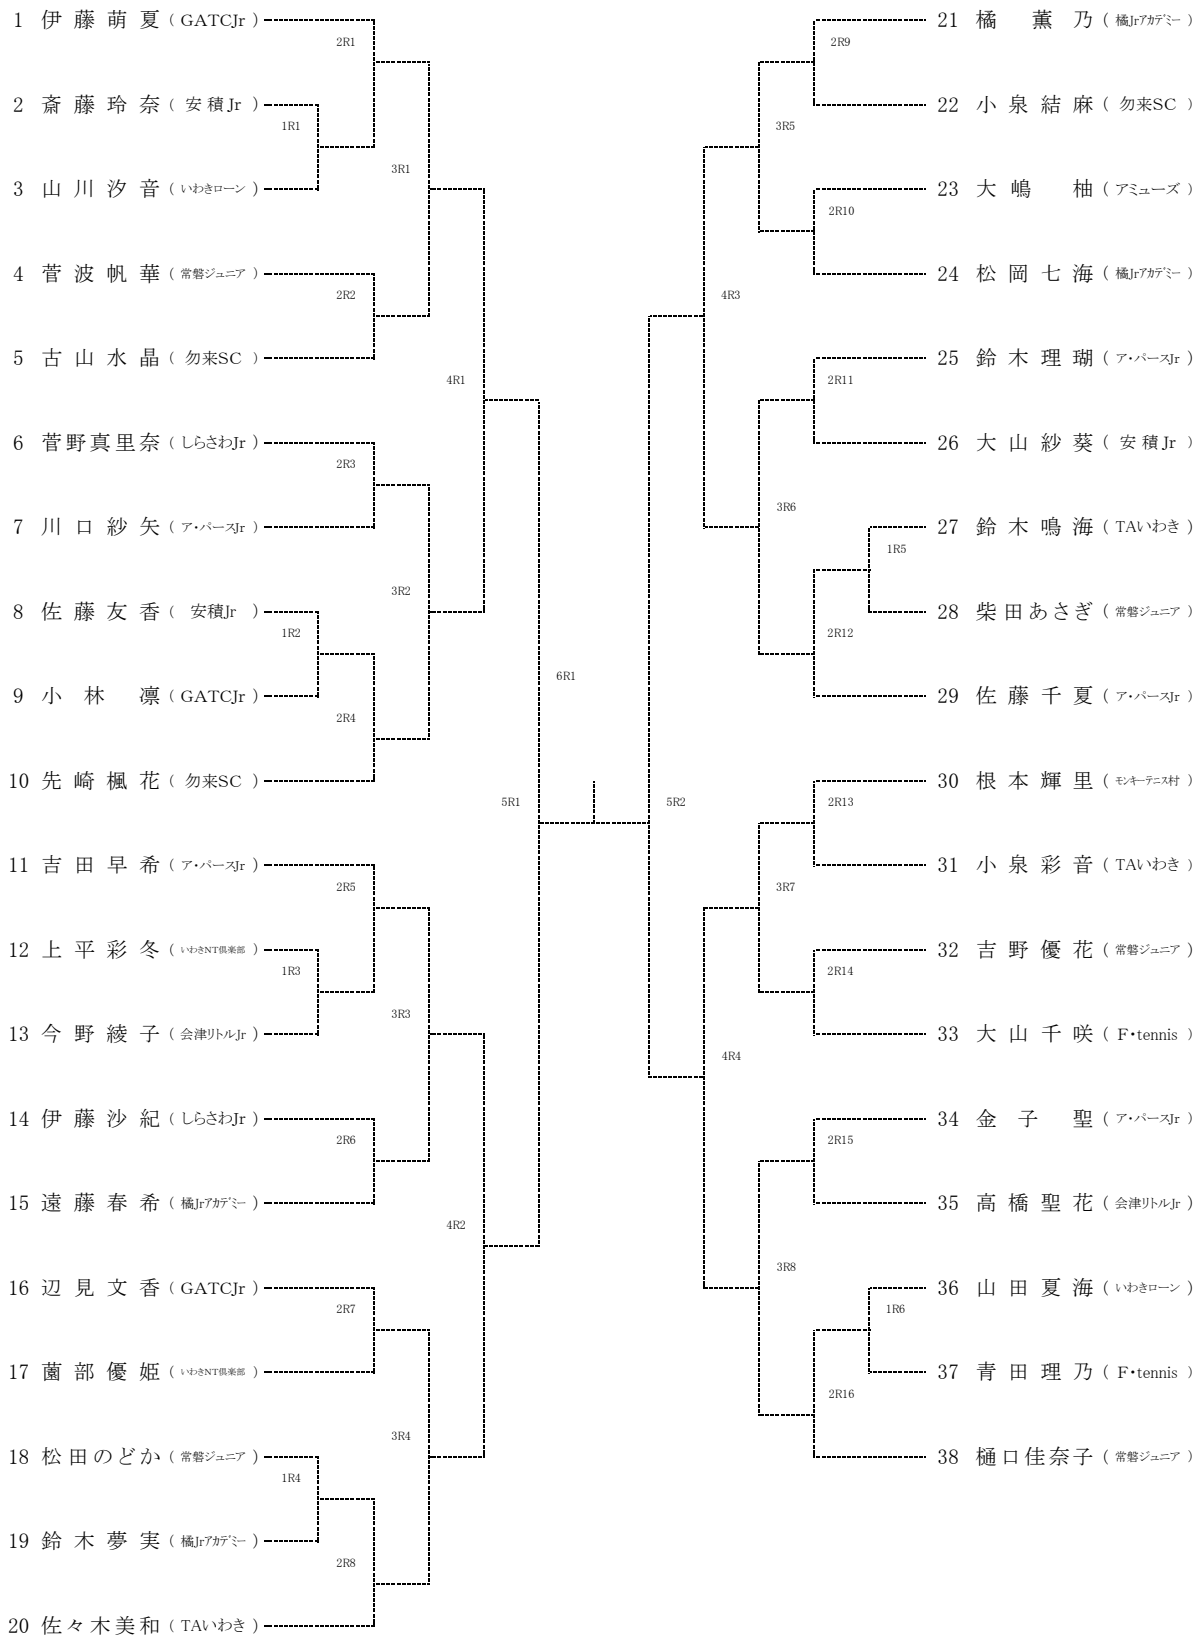 1 伊藤萌夏 ( GATCJr )
2R1
2 斎藤玲奈 ( 安積Jr )
1R1
3 山川汐音 ( いわきローン )
3R1
4 菅波帆華 ( 常磐ジュニア )
2R2
5 古山水晶 ( 勿来SC )
4R1
6 菅野真里奈 ( しらさわJr )
2R3
7 川口紗矢 ( ア・パースJr )
3R2
8 佐藤友香 ( 安積Jr )
1R2
9 小林凛 ( GATCJr )
2R4
10 先崎楓花 ( 勿来SC )
6R1
5R1
11 吉田早希 ( ア・パースJr )
2R5
12 上平彩冬 ( いわきNT倶楽部 )
1R3
13 今野綾子 ( 会津リトルJr )
3R3
14 伊藤沙紀 ( しらさわJr )
2R6
15 遠藤春希 ( 橘Jrアカデミー )
4R2
16 辺見文香 ( GATCJr )
2R7
17 薗部優姫 ( いわきNT倶楽部 )
3R4
18 松田のどか ( 常磐ジュニア )
1R4
19 鈴木夢実 ( 橘Jrアカデミー )
2R8
20 佐々木美和 ( TAいわき )
21 橘薫乃 ( 橘Jrアカデミー )
2R9
22 小泉結麻 ( 勿来SC )
3R5
23 大嶋柚 ( アミューズ )
2R10
24 松岡七海 ( 橘Jrアカデミー )
4R3
25 鈴木理瑚 ( ア・パースJr )
2R11
26 大山紗葵 ( 安積Jr )
3R6
27 鈴木鳴海 ( TAいわき )
1R5
28 柴田あさぎ ( 常磐ジュニア )
2R12
29 佐藤千夏 ( ア・パースJr )
5R2
30 根本輝里 ( モンキーテニス村 )
2R13
31 小泉彩音 ( TAいわき )
3R7
32 吉野優花 ( 常磐ジュニア )
2R14
33 大山千咲 ( F・tennis )
4R4
34 金子聖 ( ア・パースJr )
2R15
35 高橋聖花 ( 会津リトルJr )
3R8
36 山田夏海 ( いわきローン )
1R6
37 青田理乃 ( F・tennis )
2R16
38 樋口佳奈子 ( 常磐ジュニア )